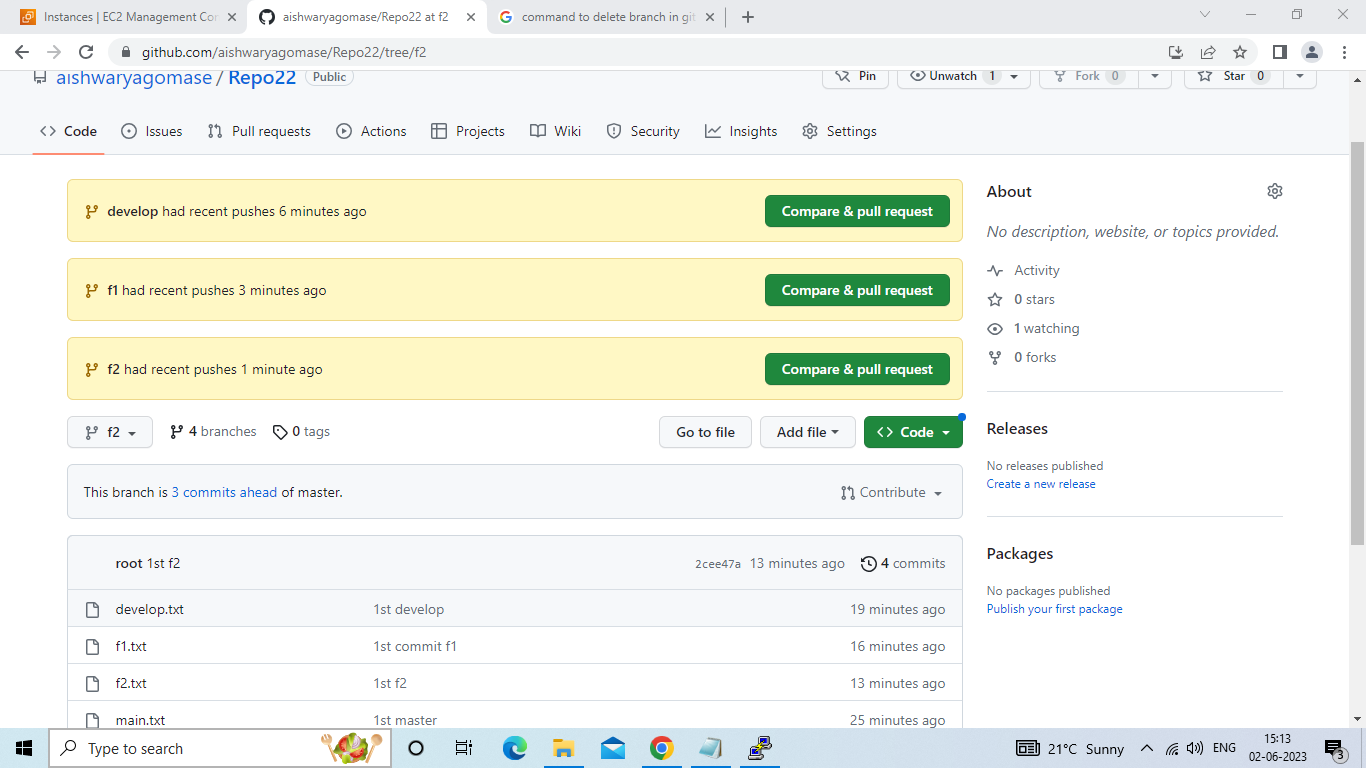 Instances | EC2 Management Con
aishwaryagomase/Repo22 at f2
command to delete branch in git
github.com/aishwaryagomase/Repo22/tree/f2
aishwaryagomase / Repo22 Public
Pin
Unwatch 1
Fork 0
Star 0
Code
Issues
Pull requests
Actions
Projects
Wiki
Security
Insights
Settings
develop had recent pushes 6 minutes ago
Compare & pull request
f1 had recent pushes 3 minutes ago
Compare & pull request
f2 had recent pushes 1 minute ago
Compare & pull request
f2
4 branches
0 tags
Go to file
Add file
Code
This branch is 3 commits ahead of master.
Contribute
root 1st f2
2cee47a 13 minutes ago
4 commits
develop.txt 1st develop 19 minutes ago
f1.txt 1st commit f1 16 minutes ago
f2.txt 1st f2 13 minutes ago
main.txt 1st master 25 minutes ago
About
No description, website, or topics provided.
Activity
0 stars
1 watching
0 forks
Releases
No releases published
Create a new release
Packages
No packages published
Publish your first package
Type to search
21°C Sunny
ENG
15:13
02-06-2023
3